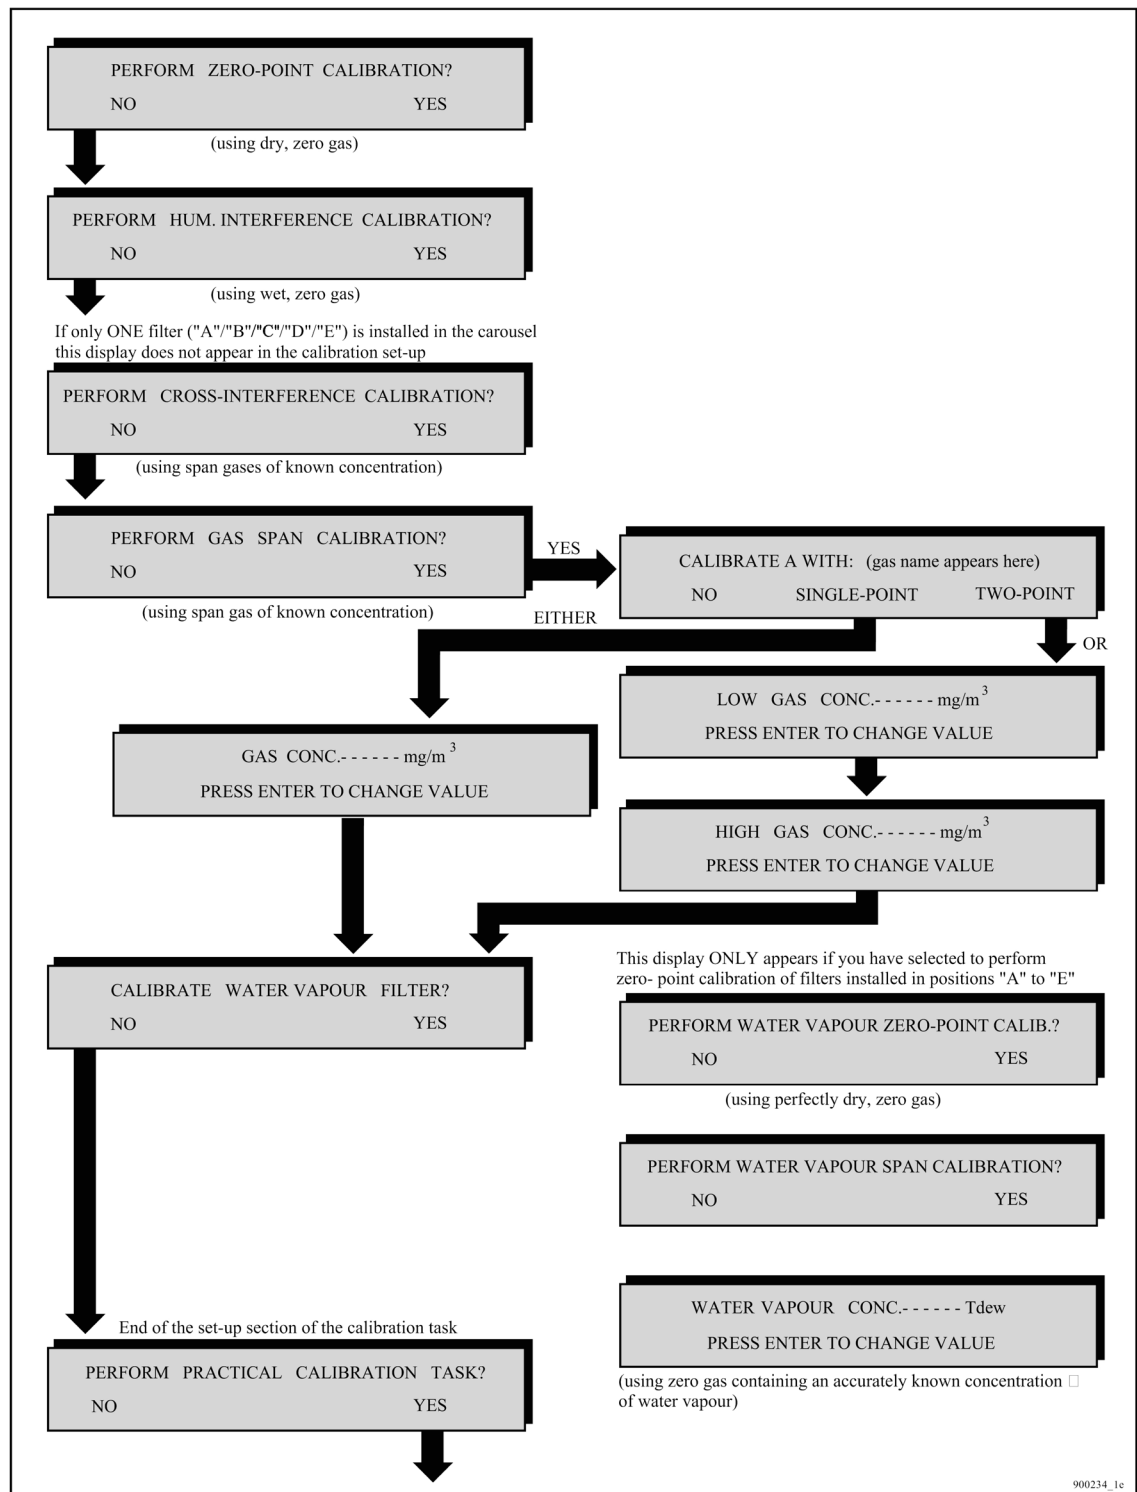 PERFORM ZERO-POINT CALIBRATION?
NO YES
(using dry, zero gas)
PERFORM HUM. INTERFERENCE CALIBRATION?
NO YES
(using wet, zero gas)
If only ONE filter ("A"/"B"/"C"/"D"/"E") is installed in the carousel
this display does not appear in the calibration set-up
PERFORM CROSS-INTERFERENCE CALIBRATION?
NO YES
(using span gases of known concentration)
PERFORM GAS SPAN CALIBRATION?
NO YES
(using span gas of known concentration)
YES
CALIBRATE A WITH: (gas name appears here)
NO SINGLE-POINT TWO-POINT
EITHER
OR
LOW GAS CONC.- - - - - - mg/m³
PRESS ENTER TO CHANGE VALUE
GAS CONC.- - - - - - mg/m³
PRESS ENTER TO CHANGE VALUE
HIGH GAS CONC.- - - - - - mg/m³
PRESS ENTER TO CHANGE VALUE
CALIBRATE WATER VAPOUR FILTER?
NO YES
This display ONLY appears if you have selected to perform
zero- point calibration of filters installed in positions "A" to "E"
PERFORM WATER VAPOUR ZERO-POINT CALIB.?
NO YES
(using perfectly dry, zero gas)
PERFORM WATER VAPOUR SPAN CALIBRATION?
NO YES
WATER VAPOUR CONC.- - - - - - Tdew
PRESS ENTER TO CHANGE VALUE
(using zero gas containing an accurately known concentration □
of water vapour)
End of the set-up section of the calibration task
PERFORM PRACTICAL CALIBRATION TASK?
NO YES
900234_1e